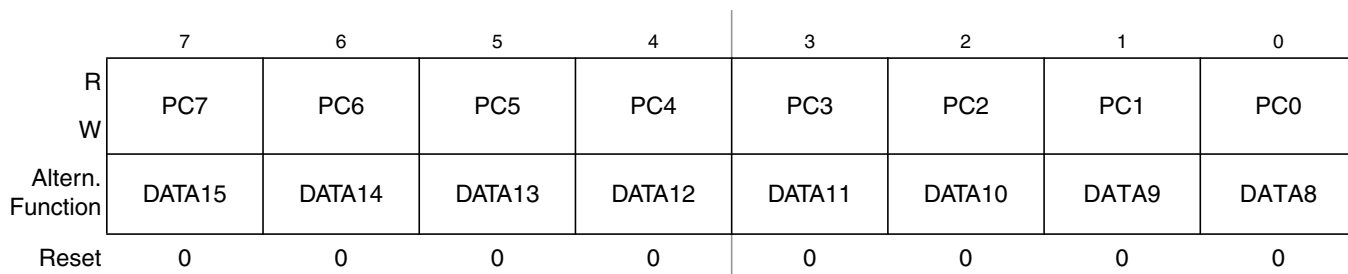 7 6 5 4 3 2 1 0
R
W
PC7 PC6 PC5 PC4 PC3 PC2 PC1 PC0
Altern.
Function
DATA15 DATA14 DATA13 DATA12 DATA11 DATA10 DATA9 DATA8
Reset 0 0 0 0 0 0 0 0